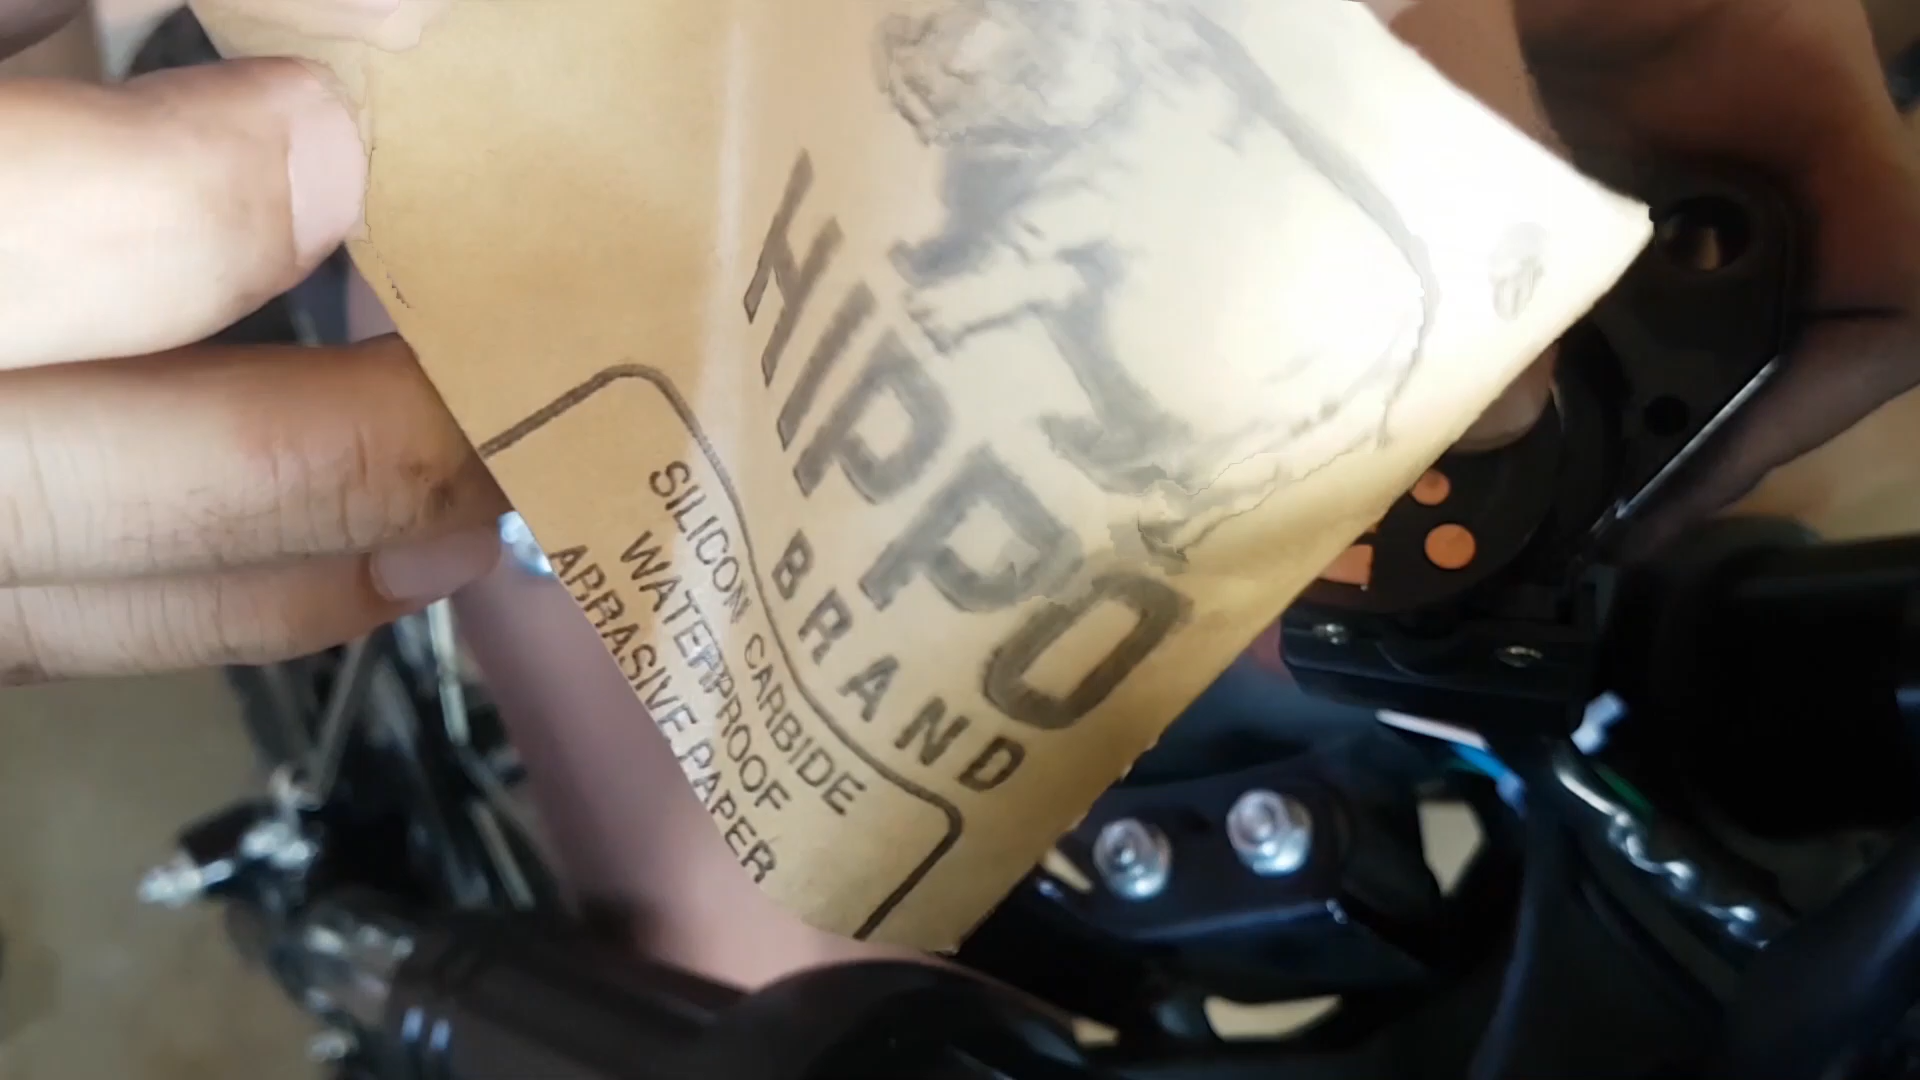 HIPPO
BRAND
SILICON CARBIDE
WATERPROOF
ABRASIVE PAPER